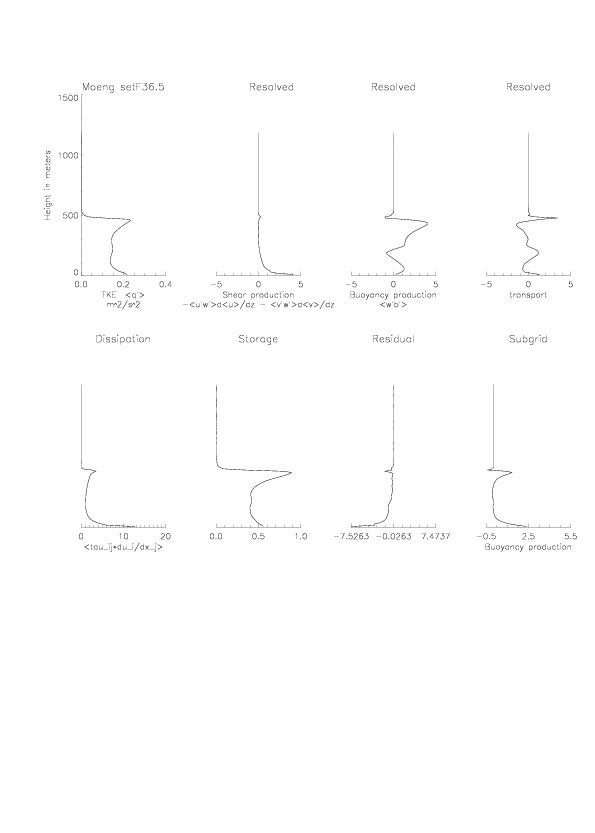 Moeng setF36.5
Resolved
Resolved
Resolved
1500
1000
500
0
Height in meters
0.0 0.2 0.4
TKE <q'>
m^2/s^2
-5 0 5
Shear production
-<u'w'>d<u>/dz - <v'w'>d<v>/dz
-5 0 5
Buoyancy production
<w'b'>
-5 0 5
transport
Dissipation
Storage
Residual
Subgrid
0 10 20
<tau_ij*du_i/dx_j>
0.0 0.5 1.0
-7.5263 -0.0263 7.4737
-0.5 2.5 5.5
Buoyancy production